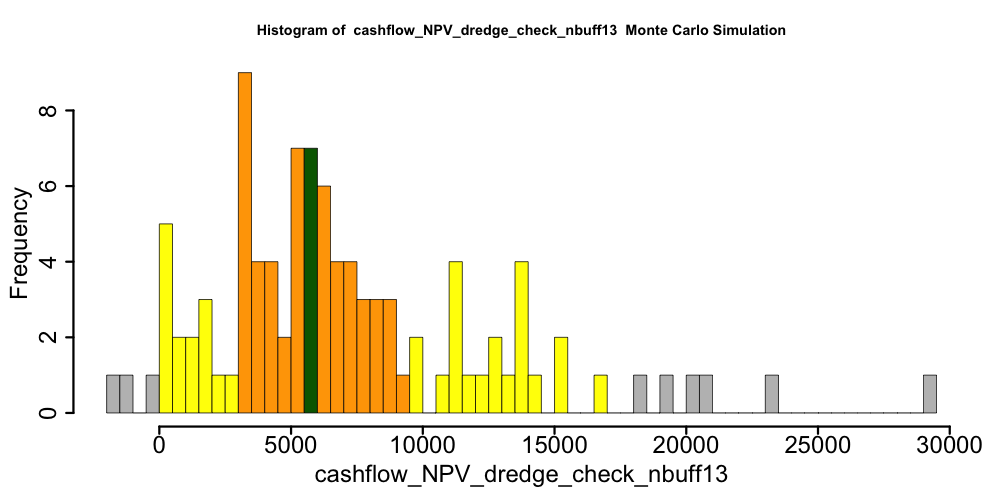 Histogram of  cashflow_NPV_dredge_check_nbuff13  Monte Carlo Simulation
8
6
4
2
0
Frequency
0 5000 10000 15000 20000 25000 30000
cashflow_NPV_dredge_check_nbuff13